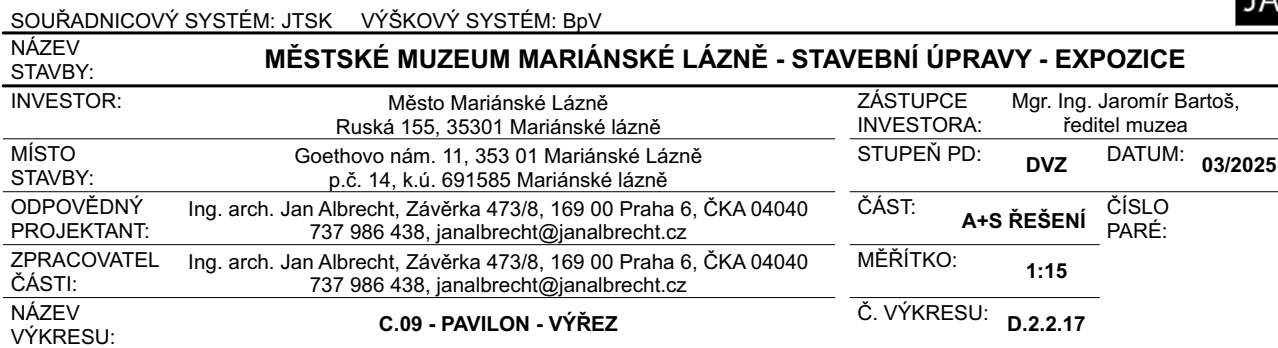 JA
SOUŘADNICOVÝ SYSTÉM: JTSK VÝŠKOVÝ SYSTÉM: BpV
NÁZEV
STAVBY:
MĚSTSKÉ MUZEUM MARIÁNSKÉ LÁZNĚ - STAVEBNÍ ÚPRAVY - EXPOZICE
INVESTOR:
Město Mariánské Lázně
Ruská 155, 35301 Mariánské lázně
ZÁSTUPCE
INVESTORA:
Mgr. Ing. Jaromír Bartoš,
ředitel muzea
MÍSTO
STAVBY:
Goethovo nám. 11, 353 01 Mariánské Lázně
p.č. 14, k.ú. 691585 Mariánské lázně
STUPEŇ PD:
DVZ
DATUM:
03/2025
ODPOVĚDNÝ
PROJEKTANT:
Ing. arch. Jan Albrecht, Závěrka 473/8, 169 00 Praha 6, ČKA 04040
737 986 438, janalbrecht@janalbrecht.cz
ČÁST:
A+S ŘEŠENÍ
ČÍSLO
PARÉ:
ZPRACOVATEL
ČÁSTI:
Ing. arch. Jan Albrecht, Závěrka 473/8, 169 00 Praha 6, ČKA 04040
737 986 438, janalbrecht@janalbrecht.cz
MĚŘÍTKO:
1:15
NÁZEV
VÝKRESU:
C.09 - PAVILON - VÝŘEZ
Č. VÝKRESU:
D.2.2.17